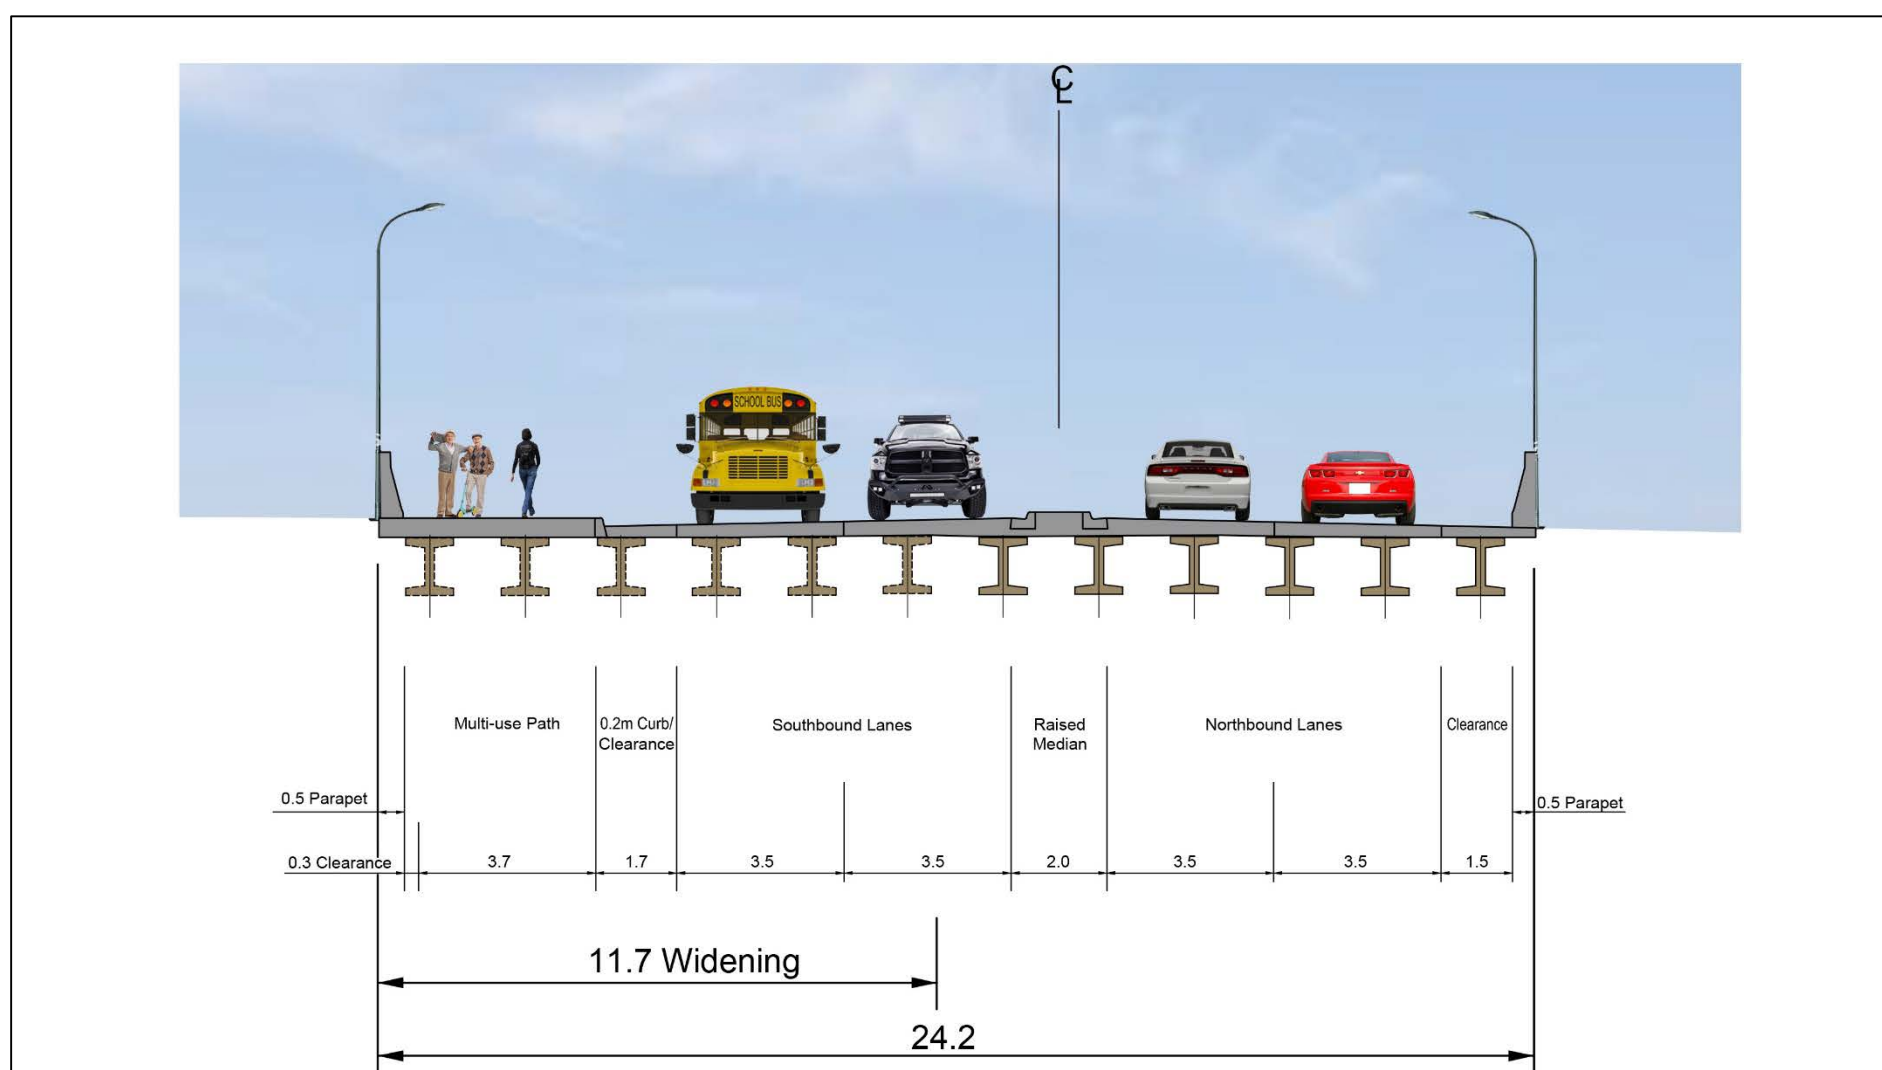 CL
SCHOOL BUS
Multi-use Path
0.2m Curb/
Clearance
Southbound Lanes
Raised
Median
Northbound Lanes
Clearance
0.5 Parapet
0.5 Parapet
0.3 Clearance
3.7
1.7
3.5
3.5
2.0
3.5
3.5
1.5
11.7 Widening
24.2